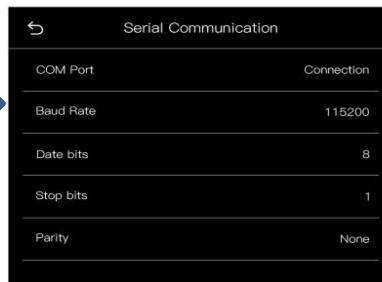 Serial Communication
COM Port Connection
Baud Rate 115200
Date bits 8
Stop bits 1
Parity None